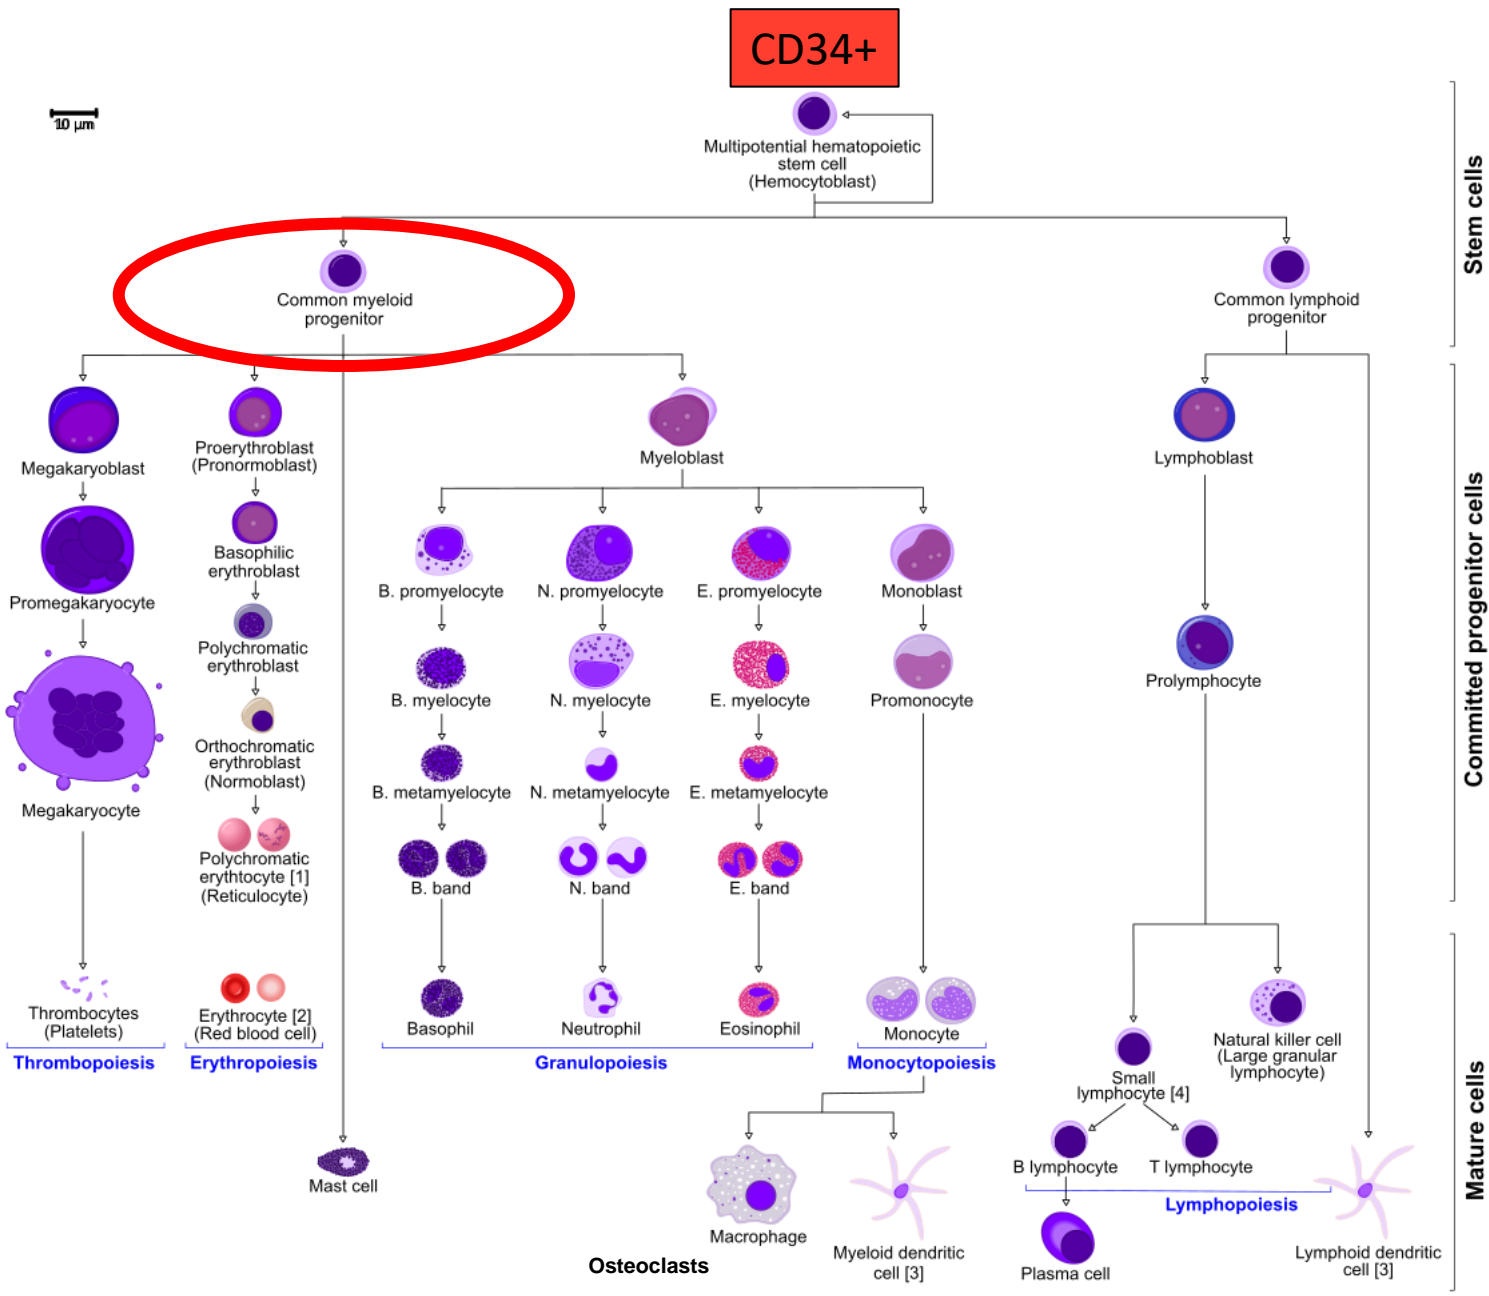 CD34+
10 µm
Multipotential hematopoietic
stem cell
(Hemocytoblast)
Stem cells
Common myeloid
progenitor
Common lymphoid
progenitor
Committed progenitor cells
Megakaryoblast
Proerythroblast
(Pronormoblast)
Myeloblast
Lymphoblast
Promegakaryocyte
Basophilic
erythroblast
B. promyelocyte
N. promyelocyte
E. promyelocyte
Monoblast
Polychromatic
erythroblast
B. myelocyte
N. myelocyte
E. myelocyte
Promonocyte
Prolymphocyte
Megakaryocyte
Orthochromatic
erythroblast
(Normoblast)
B. metamyelocyte
N. metamyelocyte
E. metamyelocyte
Polychromatic
erythtocyte [1]
(Reticulocyte)
B. band
N. band
E. band
Mature cells
Thrombocytes
(Platelets)
Erythrocyte [2]
(Red blood cell)
Basophil
Neutrophil
Eosinophil
Monocyte
Natural killer cell
(Large granular
lymphocyte)
Small
lymphocyte [4]
Thrombopoiesis
Erythropoiesis
Granulopoiesis
Monocytopoiesis
Mast cell
B lymphocyte
T lymphocyte
Lymphopoiesis
Macrophage
Osteoclasts
Myeloid dendritic
cell [3]
Plasma cell
Lymphoid dendritic
cell [3]